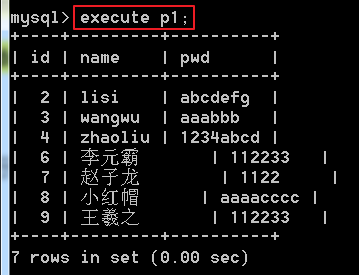 mysql> execute p1;
+----+---------+----------+
| id | name    | pwd      |
+----+---------+----------+
|  2 | lisi    | abcdefg  |
|  3 | wangwu  | aaabbb   |
|  4 | zhaoliu | 1234abcd |
|  6 | 李元霸     | 112233   |
|  7 | 赵子龙     | 1122     |
|  8 | 小红帽     | aaaacccc |
|  9 | 王羲之     | 112233   |
+----+---------+----------+
7 rows in set (0.00 sec)